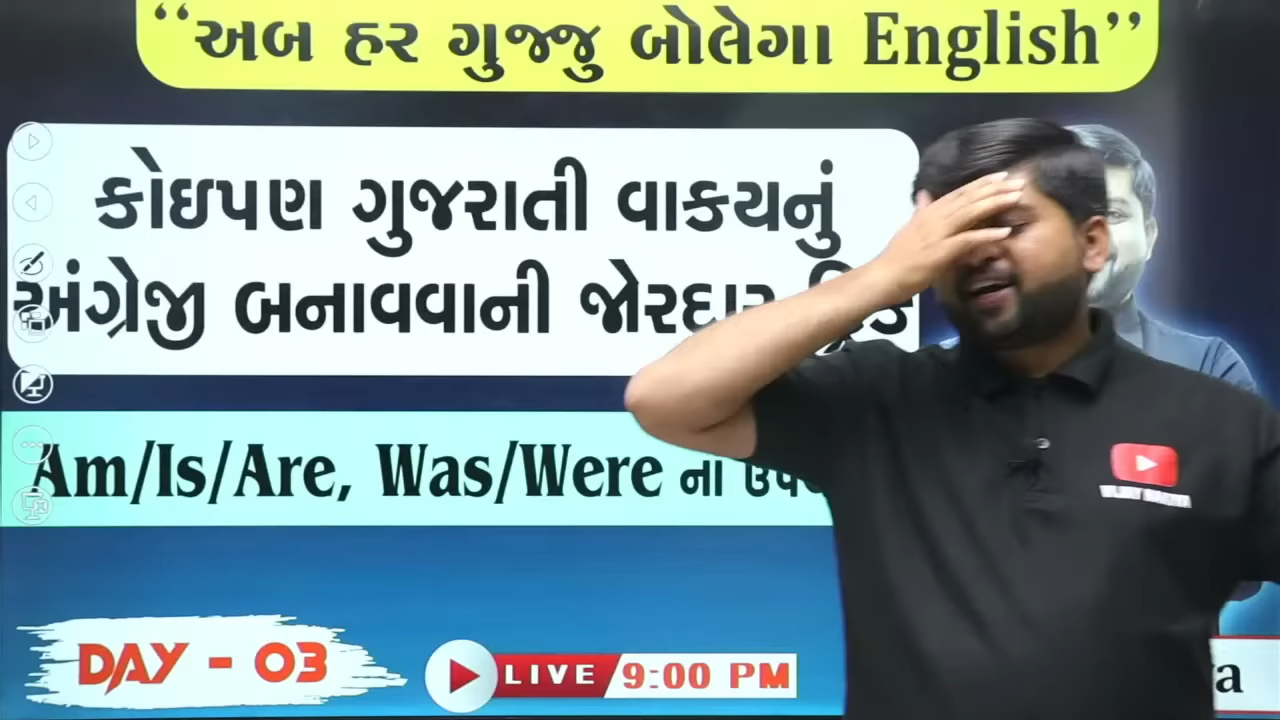 “અબ હર ગુજ્જુ બોલેગા English”
કોઇપણ ગુજરાતી વાકયનું
અંગ્રેજી બનાવવાની જોરદાર
Am/Is/Are, Was/Were ના
DAY - 03
LIVE 9:00 PM